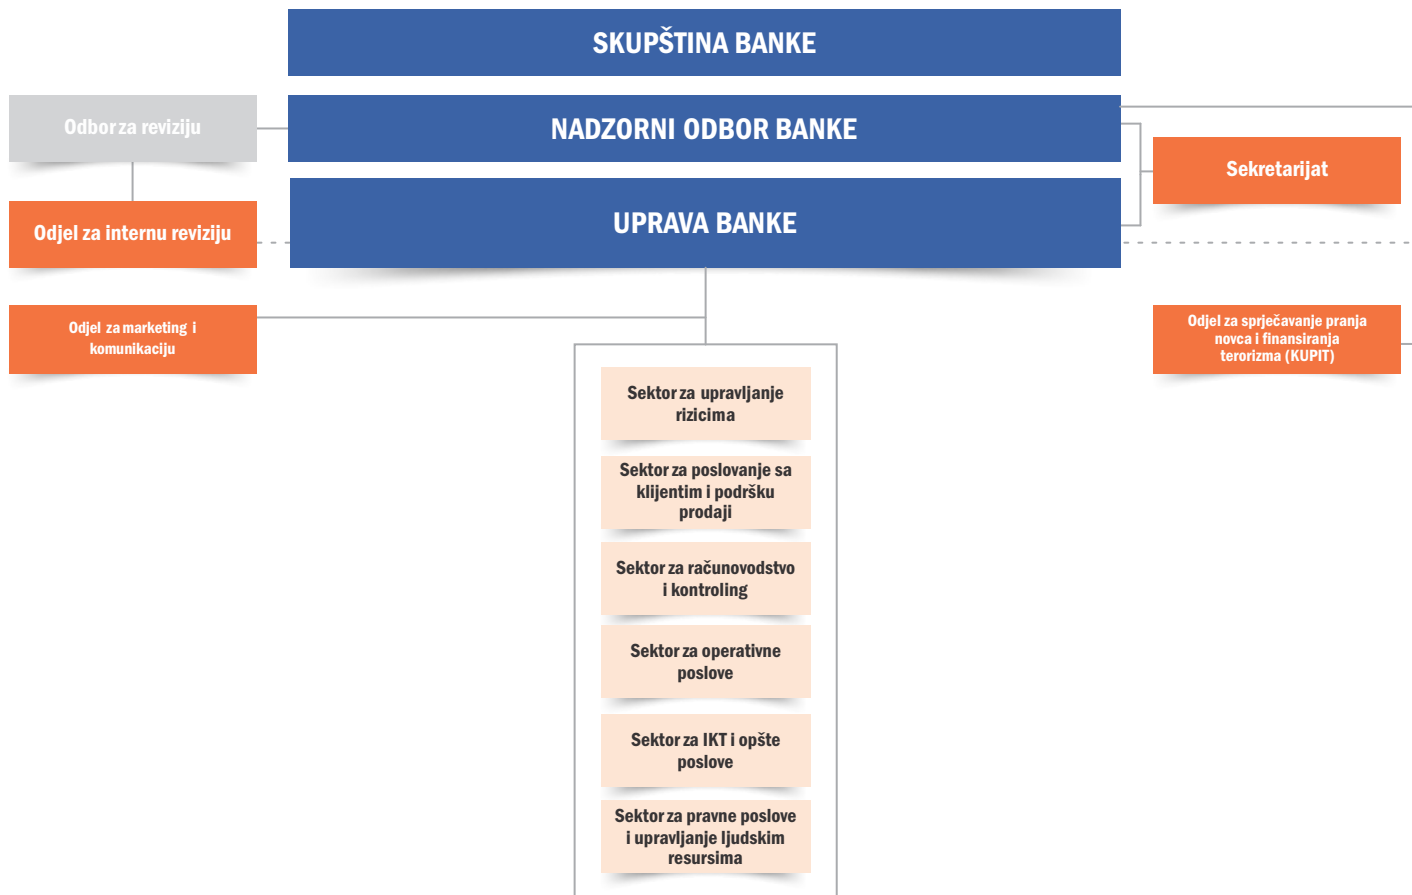 SKUPŠTINA BANKE
Odbor za reviziju
NADZORNI ODBOR BANKE
Sekretarijat
UPRAVA BANKE
Odjel za internu reviziju
Odjel za marketing i
komunikaciju
Odjel za sprječavanje pranja
novca i finansiranja
terorizma (KUPIT)
Sektor za upravljanje
rizicima
Sektor za poslovanje sa
klijentim i podršku
prodaji
Sektor za računovodstvo
i kontroling
Sektor za operativne
poslove
Sektor za IKT i opšte
poslove
Sektor za pravne poslove
i upravljanje ljudskim
resursima